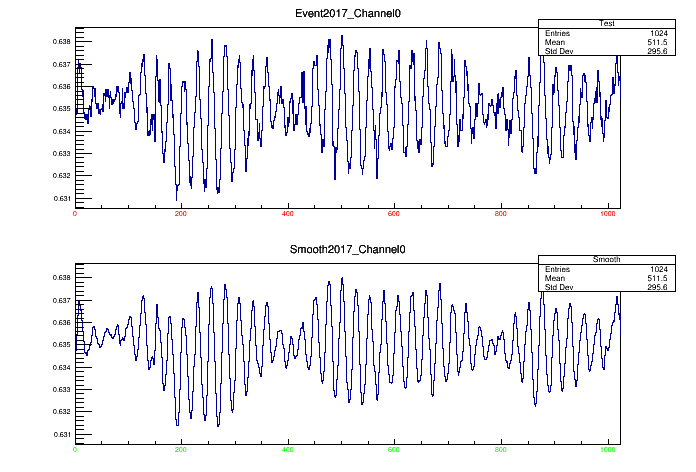 Event2017_Channel0
Test
Entries 1024
Mean 511.5
Std Dev 295.6
0.638
0.637
0.636
0.635
0.634
0.633
0.632
0.631
0 200 400 600 800 1000
Smooth2017_Channel0
Smooth
Entries 1024
Mean 511.5
Std Dev 295.6
0.638
0.637
0.636
0.635
0.634
0.633
0.632
0.631
0 200 400 600 800 1000